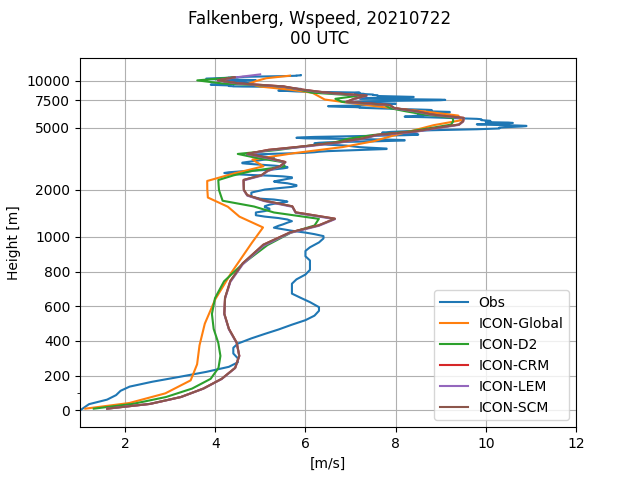 Falkenberg, Wspeed, 20210722
00 UTC
10000
7500
5000
2000
1000
800
600
400
200
0
Height [m]
2
4
6
8
10
12
[m/s]
Obs
ICON-Global
ICON-D2
ICON-CRM
ICON-LEM
ICON-SCM